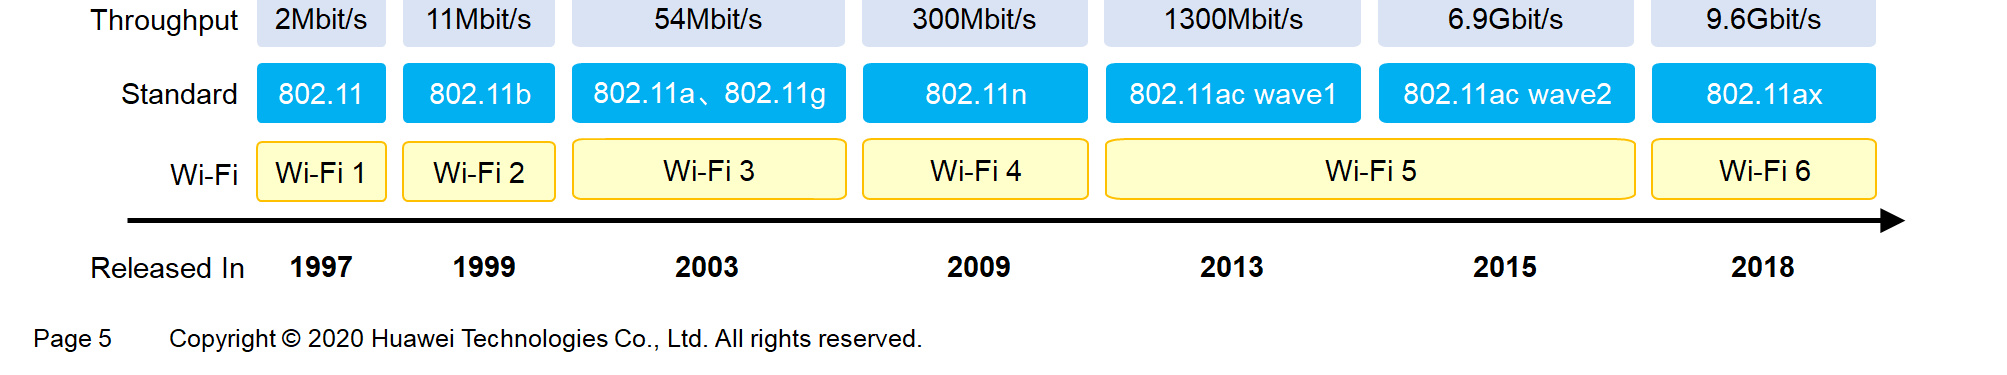 Throughput 2Mbit/s 11Mbit/s 54Mbit/s 300Mbit/s 1300Mbit/s 6.9Gbit/s 9.6Gbit/s
Standard 802.11 802.11b 802.11a、802.11g 802.11n 802.11ac wave1 802.11ac wave2 802.11ax
Wi-Fi Wi-Fi 1 Wi-Fi 2 Wi-Fi 3 Wi-Fi 4 Wi-Fi 5 Wi-Fi 6
Released In 1997 1999 2003 2009 2013 2015 2018
Page 5 Copyright © 2020 Huawei Technologies Co., Ltd. All rights reserved.